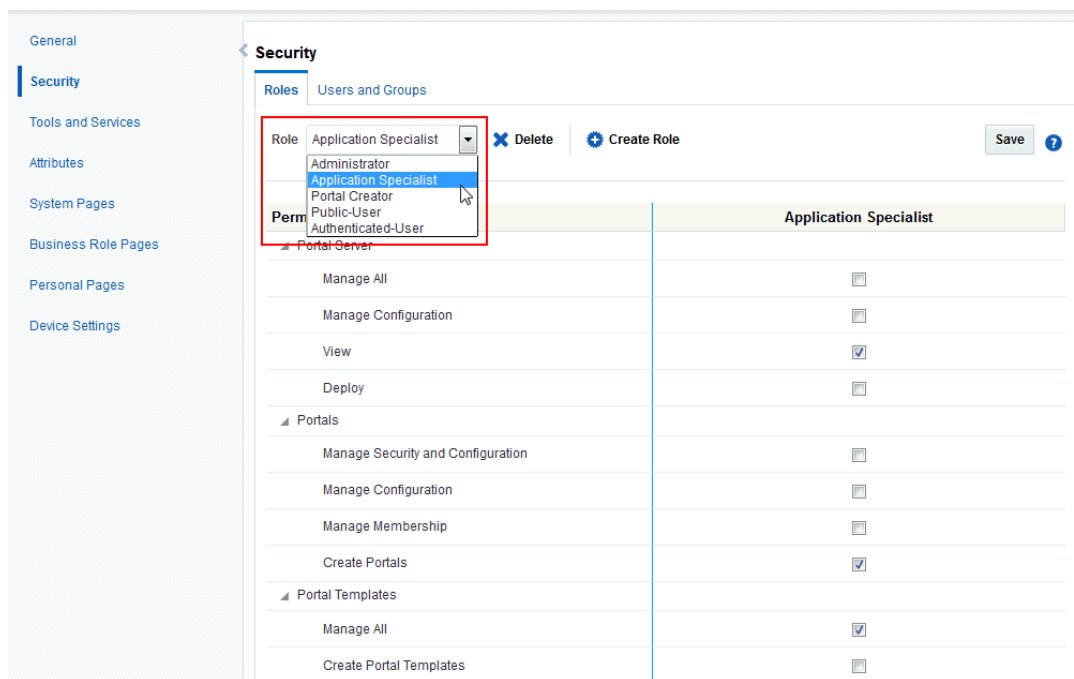 General
Security
Tools and Services
Attributes
System Pages
Business Role Pages
Personal Pages
Device Settings
Security
Roles Users and Groups
Role Application Specialist Delete Create Role Save ?
Administrator
Application Specialist
Portal Creator
Public-User
Authenticated-User
Perm Application Specialist
Portal Server
Manage All
Manage Configuration
View
Deploy
Portals
Manage Security and Configuration
Manage Configuration
Manage Membership
Create Portals
Portal Templates
Manage All
Create Portal Templates